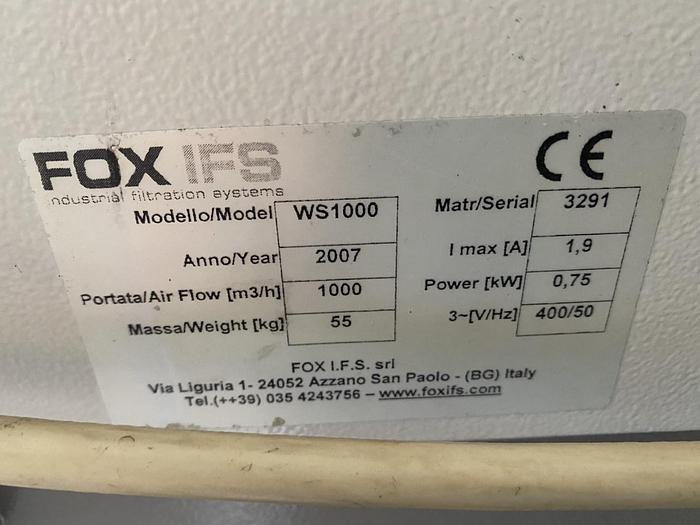 FOX IFS
industrial filtration systems
CE
Modello/Model WS1000 Matr/Serial 3291
Anno/Year 2007 I max [A] 1,9
Portata/Air Flow [m3/h] 1000 Power [kW] 0,75
Massa/Weight [kg] 55 3~[V/Hz] 400/50
FOX I.F.S. srl
Via Liguria 1- 24052 Azzano San Paolo - (BG) Italy
Tel.(++39) 035 4243756 – www.foxifs.com